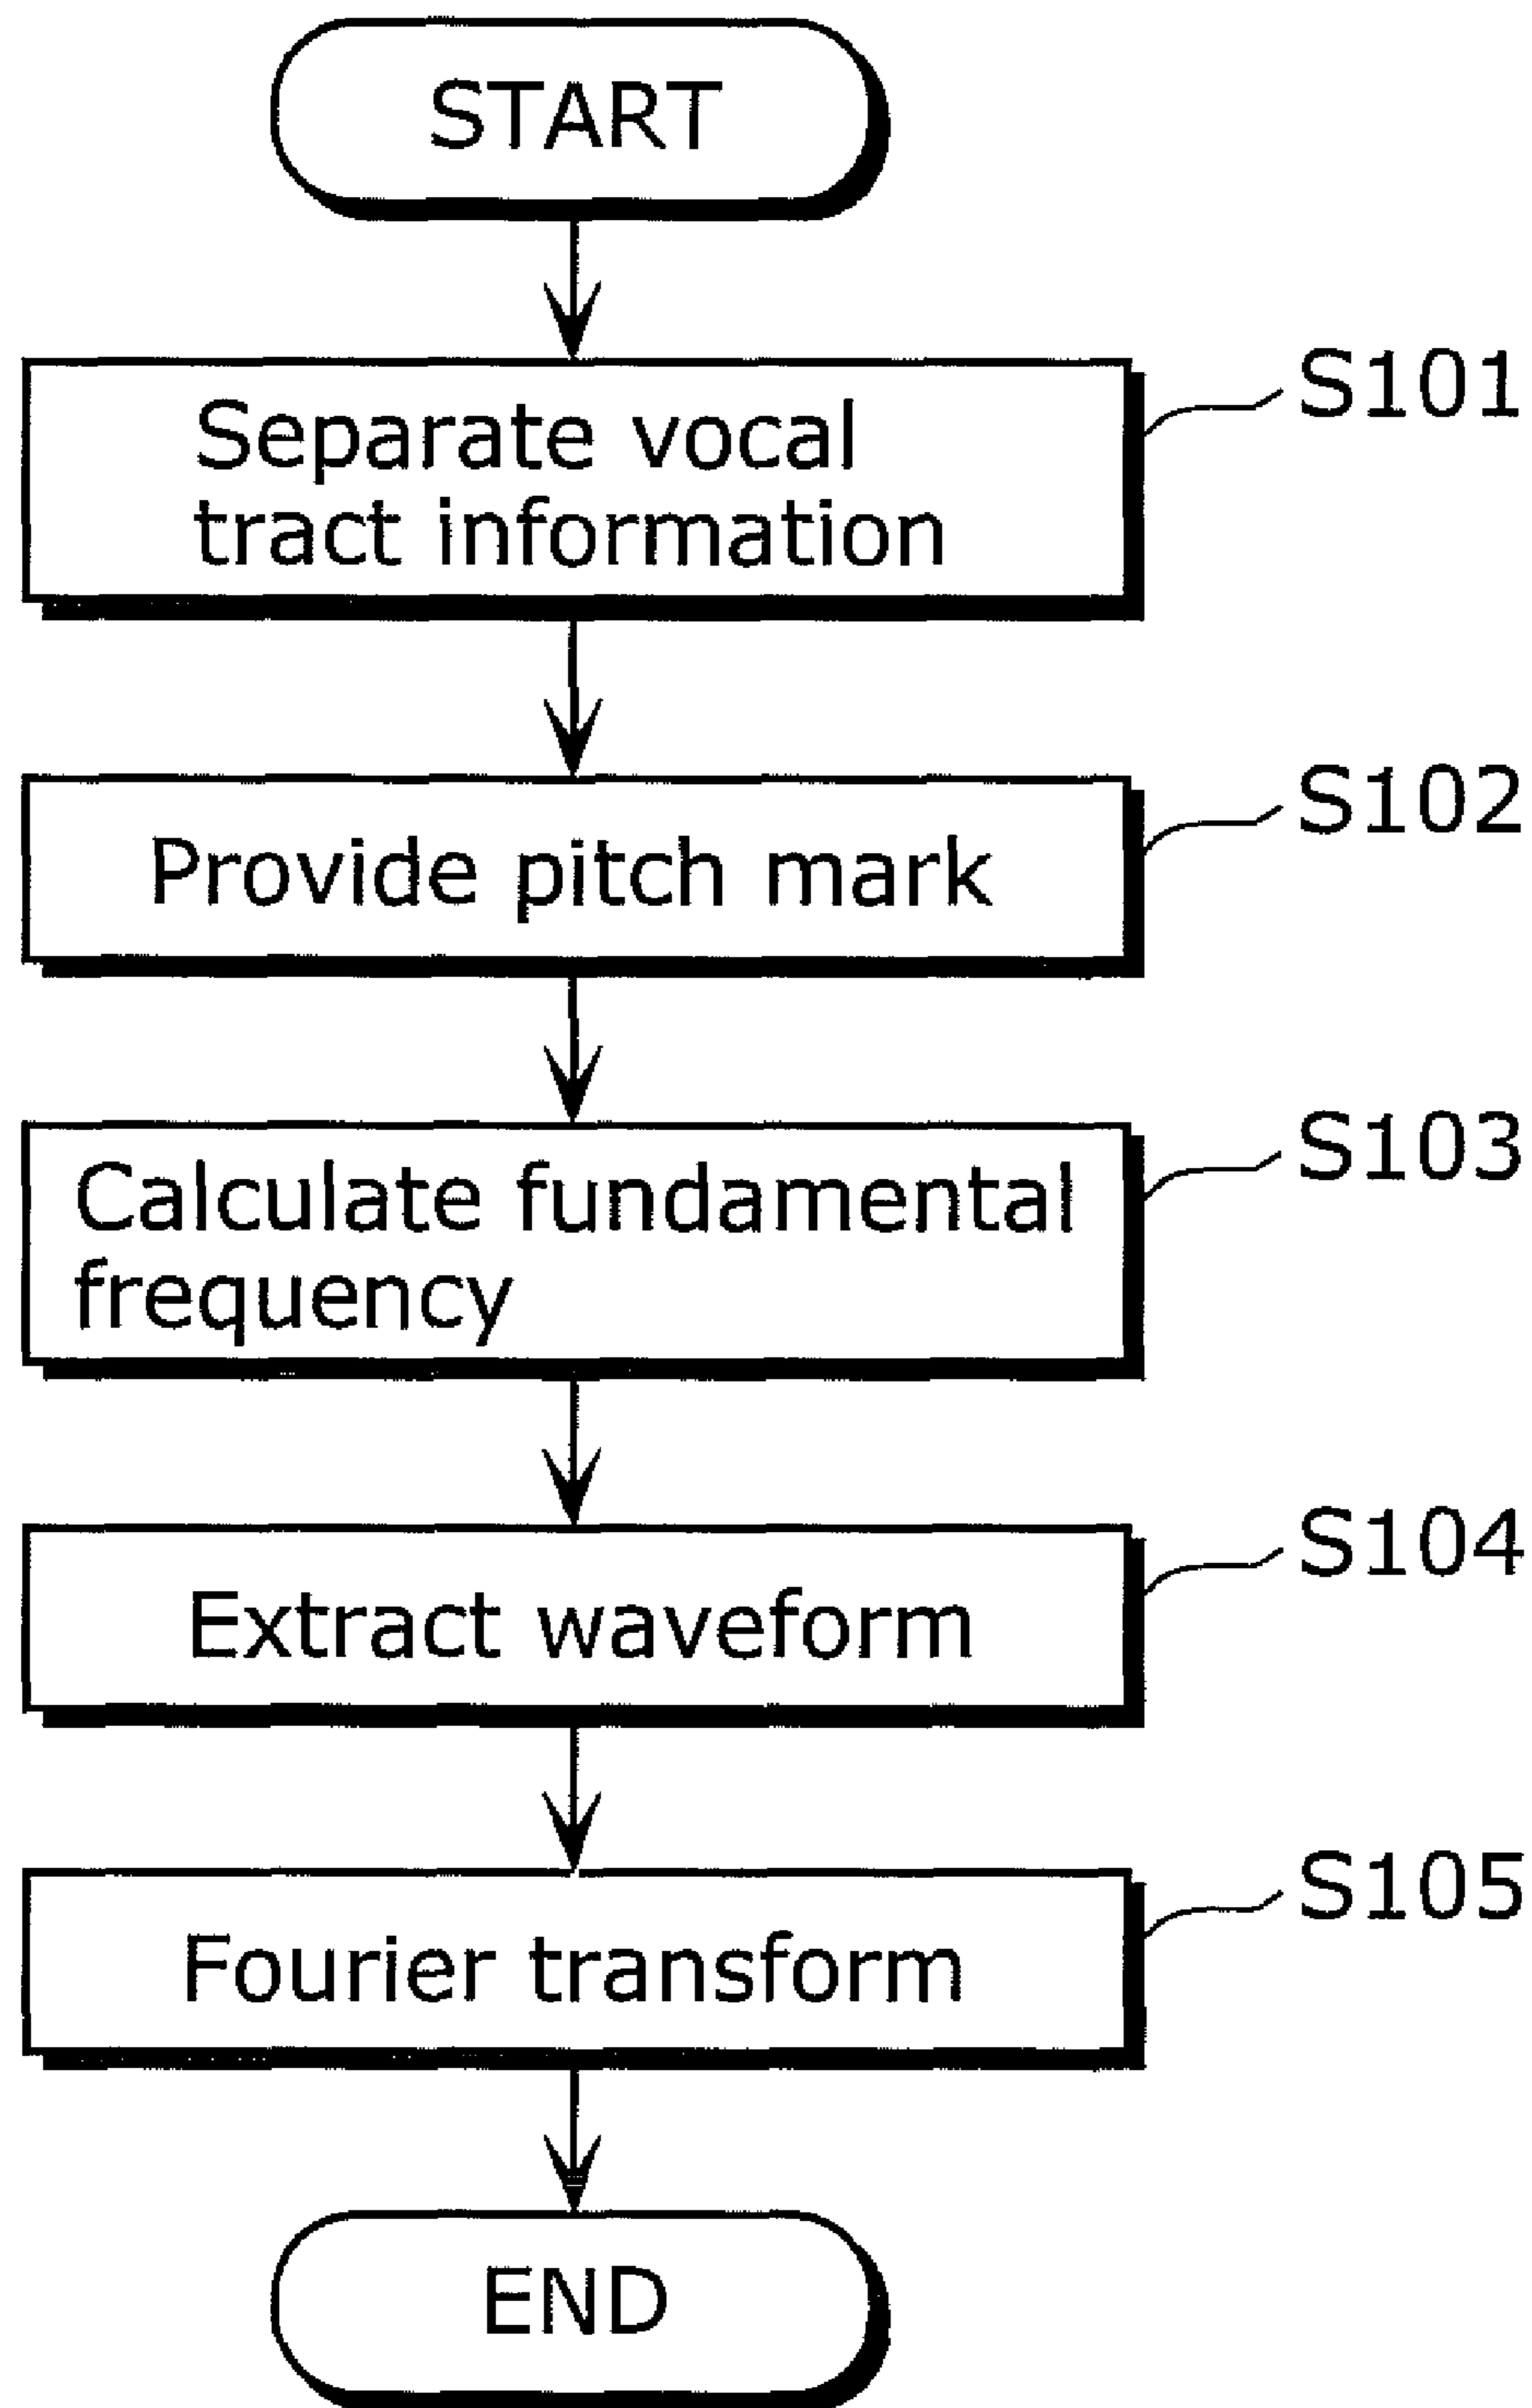 START
S101
Separate vocal
tract information
S102
Provide pitch mark
S103
Calculate fundamental
frequency
S104
Extract waveform
S105
Fourier transform
END